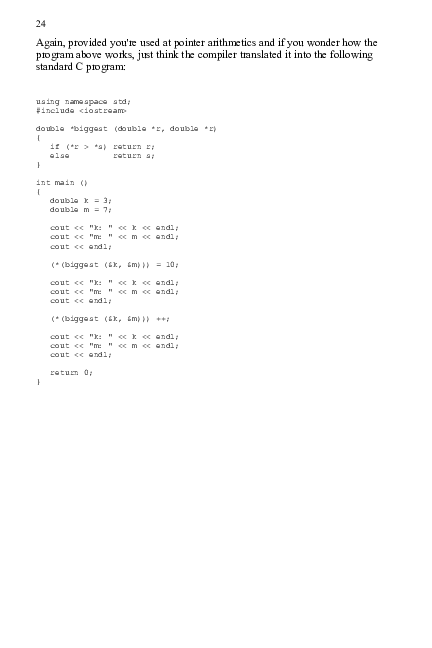 24
Again, provided you're used at pointer arithmetics and if you wonder how the
program above works, just think the compiler translated it into the following
standard C program:
using namespace std;
#include <iostream>
double *biggest (double *r, double *r)
{
   if (*r > *s) return r;
   else         return s;
}
int main ()
{
   double k = 3;
   double m = 7;
   cout << "k: " << k << endl;
   cout << "m: " << m << endl;
   cout << endl;
   (*(biggest (&k, &m))) = 10;
   cout << "k: " << k << endl;
   cout << "m: " << m << endl;
   cout << endl;
   (*(biggest (&k, &m))) ++;
   cout << "k: " << k << endl;
   cout << "m: " << m << endl;
   cout << endl;
   return 0;
}